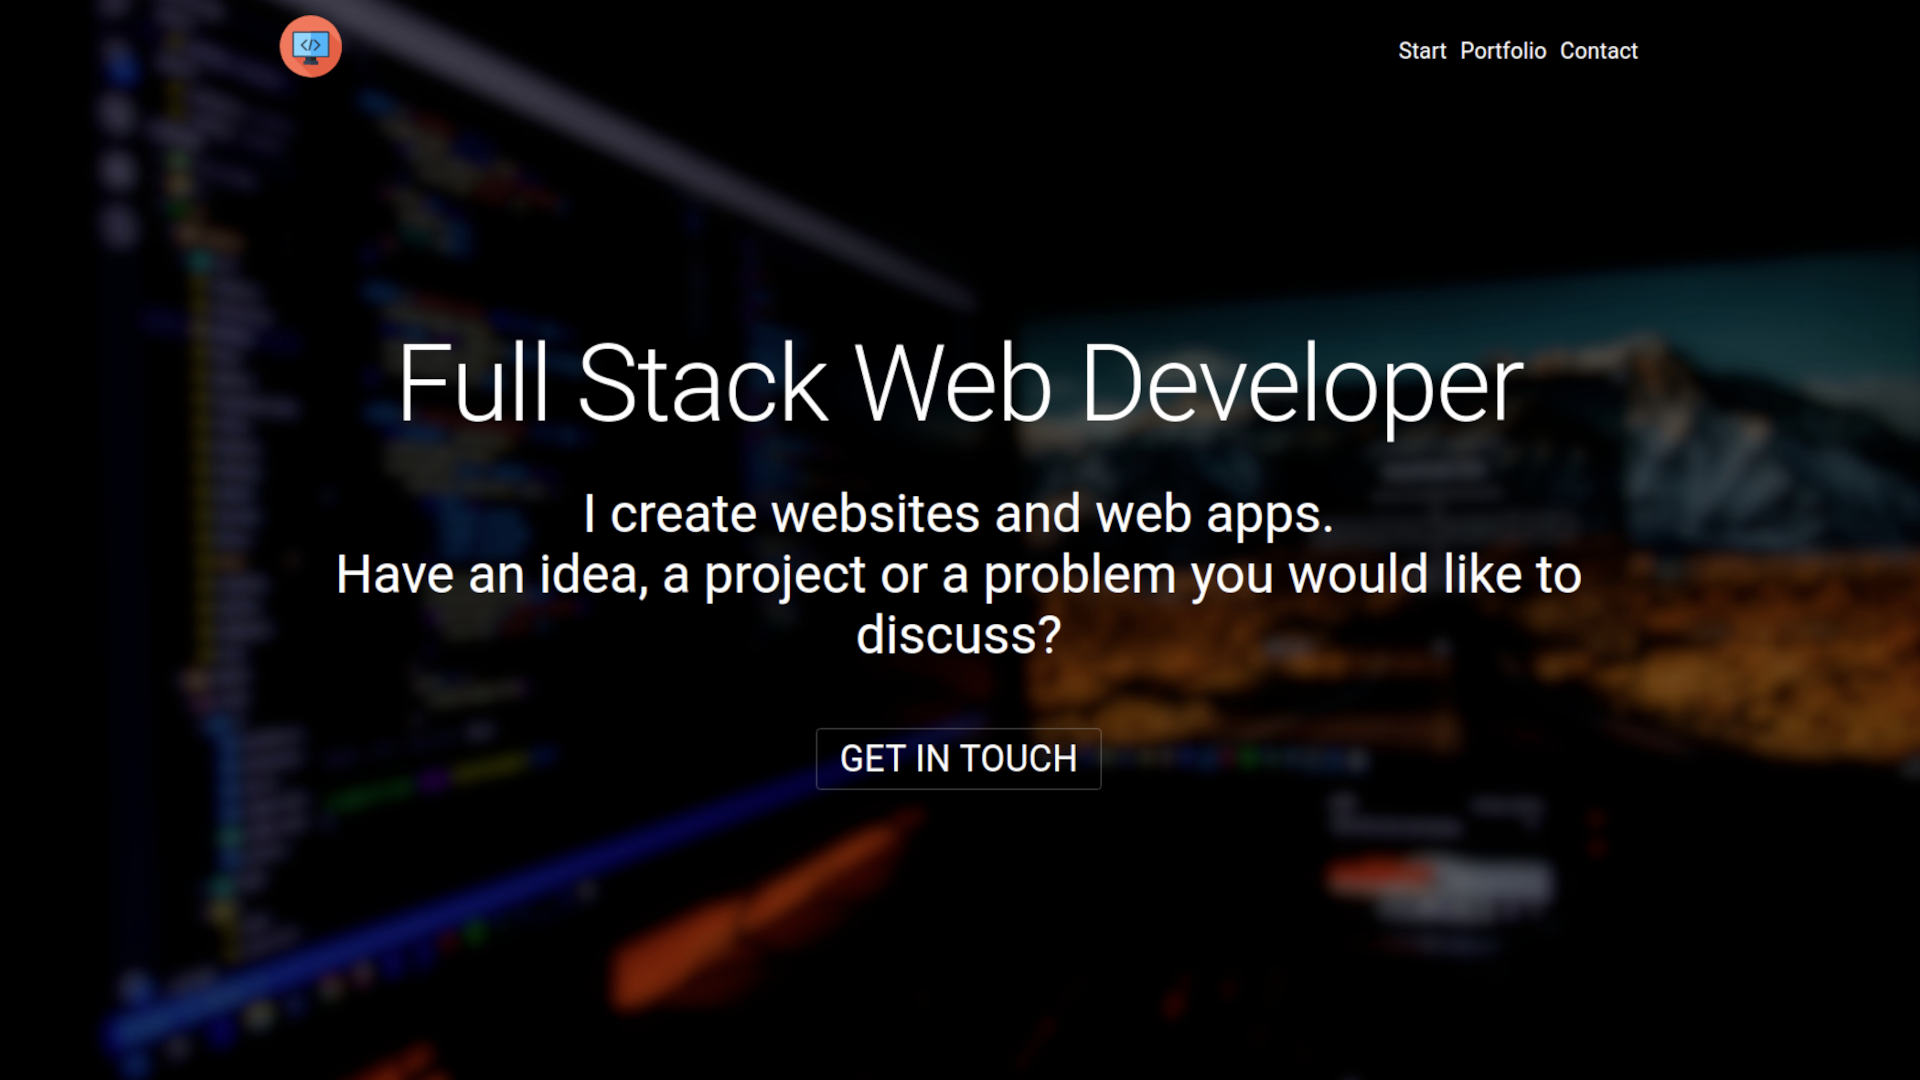 </>
Start Portfolio Contact
Full Stack Web Developer
I create websites and web apps.
Have an idea, a project or a problem you would like to
discuss?
GET IN TOUCH